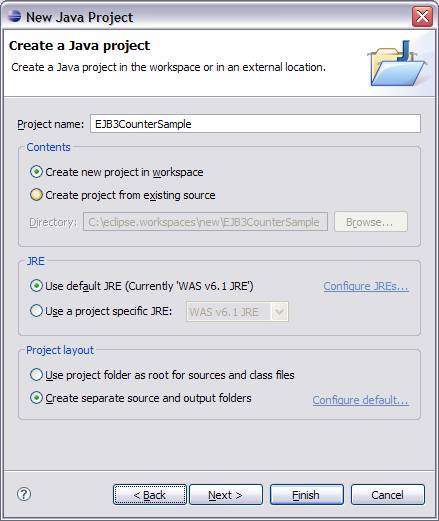 New Java Project
Create a Java project
Create a Java project in the workspace or in an external location.
Project name: EJB3CounterSample
Contents
Create new project in workspace
Create project from existing source
Directory: C:\eclipse.workspaces\new\EJB3CounterSample Browse...
JRE
Use default JRE (Currently 'WAS v6.1 JRE') Configure JREs...
Use a project specific JRE: WAS v6.1 JRE
Project layout
Use project folder as root for sources and class files
Create separate source and output folders Configure default...
? < Back Next > Finish Cancel